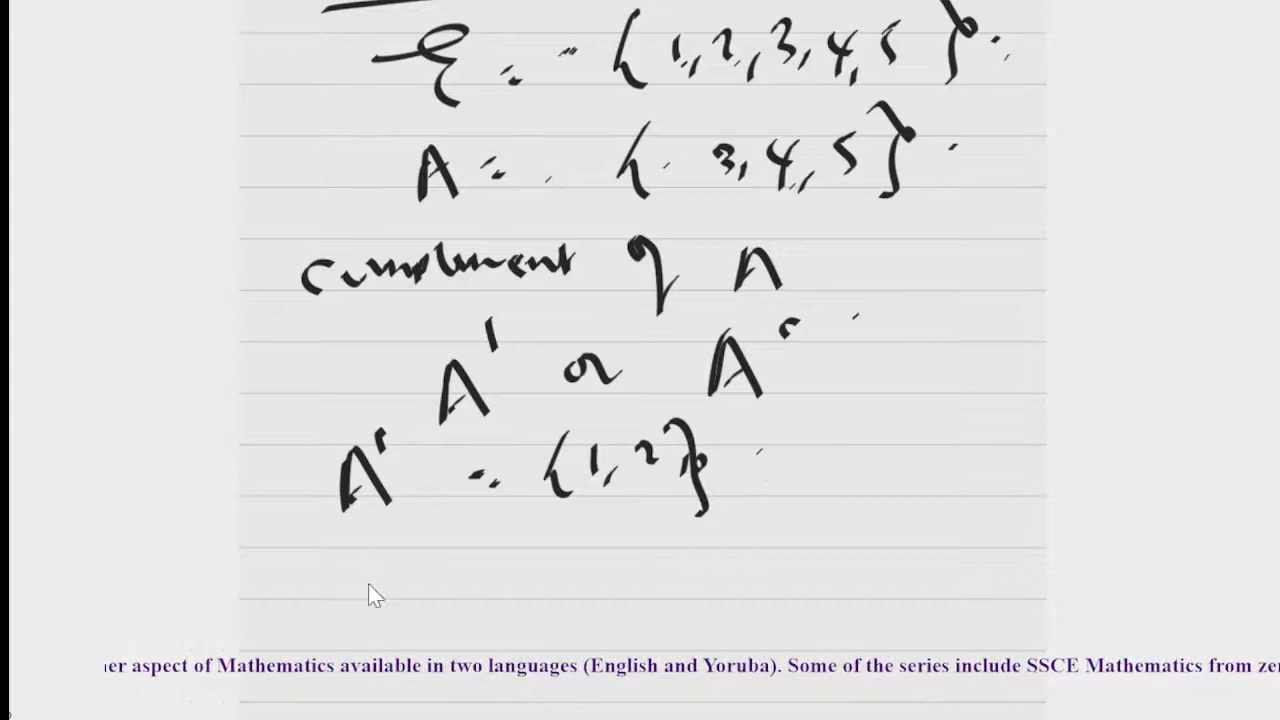 ξ = {1, 2, 3, 4, 5}.
A = {3, 4, 5}.
complement of A
A' or Aᶜ
A' = {1, 2}
er aspect of Mathematics available in two languages (English and Yoruba). Some of the series include SSCE Mathematics from ze